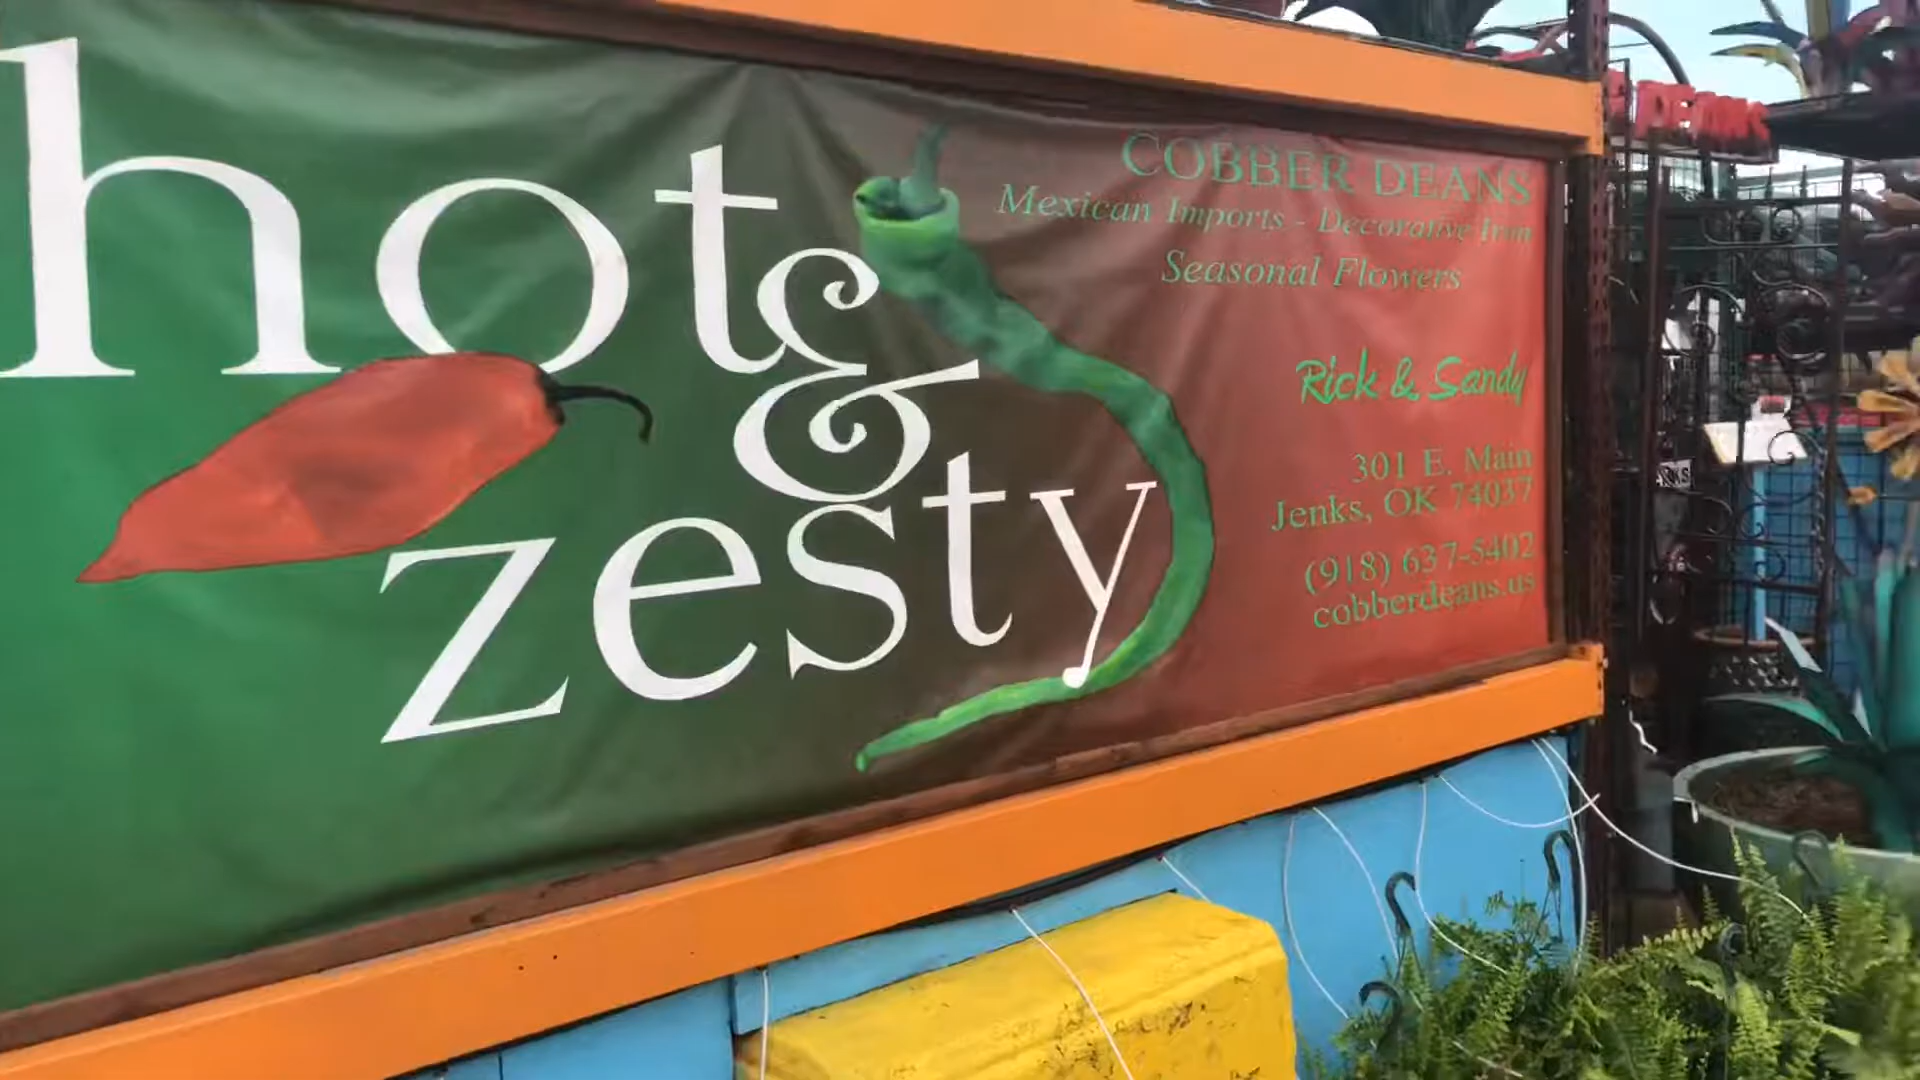 hot
&
zesty
COBBER DEANS
Mexican Imports - Decorative Iron
Seasonal Flowers
Rick & Sandy
301 E. Main
Jenks, OK 74037
(918) 637-5402
cobberdeans.us
DEANS